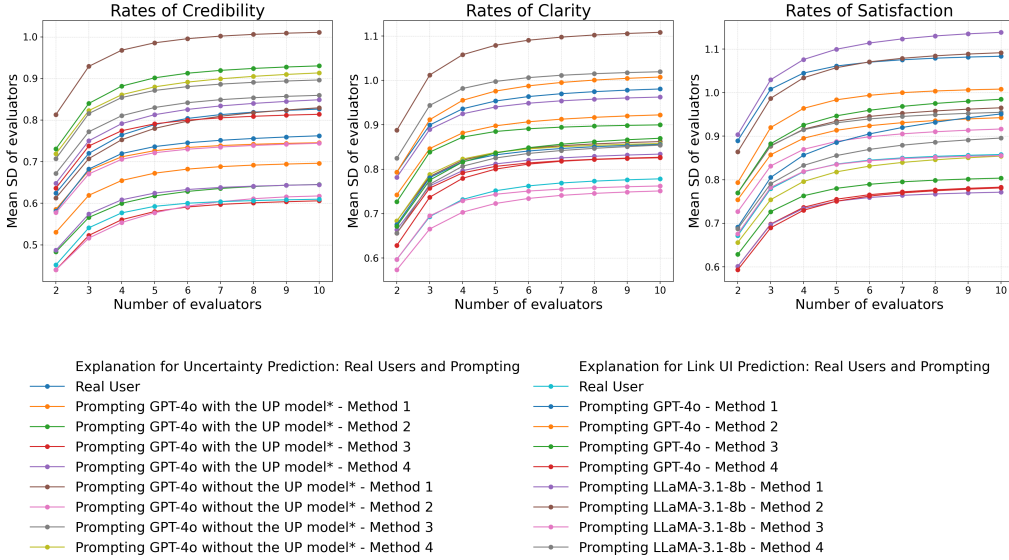 Rates of Credibility
Mean SD of evaluators
1.0
0.9
0.8
0.7
0.6
0.5
2 3 4 5 6 7 8 9 10
Number of evaluators
Rates of Clarity
Mean SD of evaluators
1.1
1.0
0.9
0.8
0.7
0.6
2 3 4 5 6 7 8 9 10
Number of evaluators
Rates of Satisfaction
Mean SD of evaluators
1.1
1.0
0.9
0.8
0.7
0.6
2 3 4 5 6 7 8 9 10
Number of evaluators
Explanation for Uncertainty Prediction: Real Users and Prompting
Real User
Prompting GPT-4o with the UP model* - Method 1
Prompting GPT-4o with the UP model* - Method 2
Prompting GPT-4o with the UP model* - Method 3
Prompting GPT-4o with the UP model* - Method 4
Prompting GPT-4o without the UP model* - Method 1
Prompting GPT-4o without the UP model* - Method 2
Prompting GPT-4o without the UP model* - Method 3
Prompting GPT-4o without the UP model* - Method 4
Explanation for Link UI Prediction: Real Users and Prompting
Real User
Prompting GPT-4o - Method 1
Prompting GPT-4o - Method 2
Prompting GPT-4o - Method 3
Prompting GPT-4o - Method 4
Prompting LLaMA-3.1-8b - Method 1
Prompting LLaMA-3.1-8b - Method 2
Prompting LLaMA-3.1-8b - Method 3
Prompting LLaMA-3.1-8b - Method 4